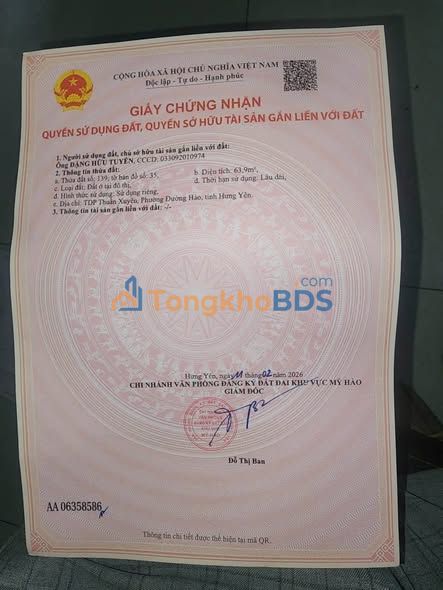 CỘNG HÒA XÃ HỘI CHỦ NGHĨA VIỆT NAM
Độc lập - Tự do - Hạnh phúc
GIẤY CHỨNG NHẬN
QUYỀN SỬ DỤNG ĐẤT, QUYỀN SỞ HỮU TÀI SẢN GẮN LIỀN VỚI ĐẤT
1. Người sử dụng đất, chủ sở hữu tài sản gắn liền với đất:
Ông ĐẶNG HỮU TUYÊN, CCCD: 033092010974
2. Thông tin thửa đất:
a. Thửa đất số: 139; tờ bản đồ số: 35, b. Diện tích: 63,9m²,
c. Loại đất: Đất ở tại đô thị, d. Thời hạn sử dụng: Lâu dài,
đ. Hình thức sử dụng: Sử dụng riêng,
e. Địa chỉ: TDP Thuần Xuyên, Phường Đường Hào, tỉnh Hưng Yên.
3. Thông tin tài sản gắn liền với đất: -/-
TongkhoBDS.com
Hưng Yên, ngày 11 tháng 02 năm 2026
CHI NHÁNH VĂN PHÒNG ĐĂNG KÝ ĐẤT ĐAI KHU VỰC MỸ HÀO
GIÁM ĐỐC
Đỗ Thị Ban
AA 06358586
Thông tin chi tiết được thể hiện tại mã QR.